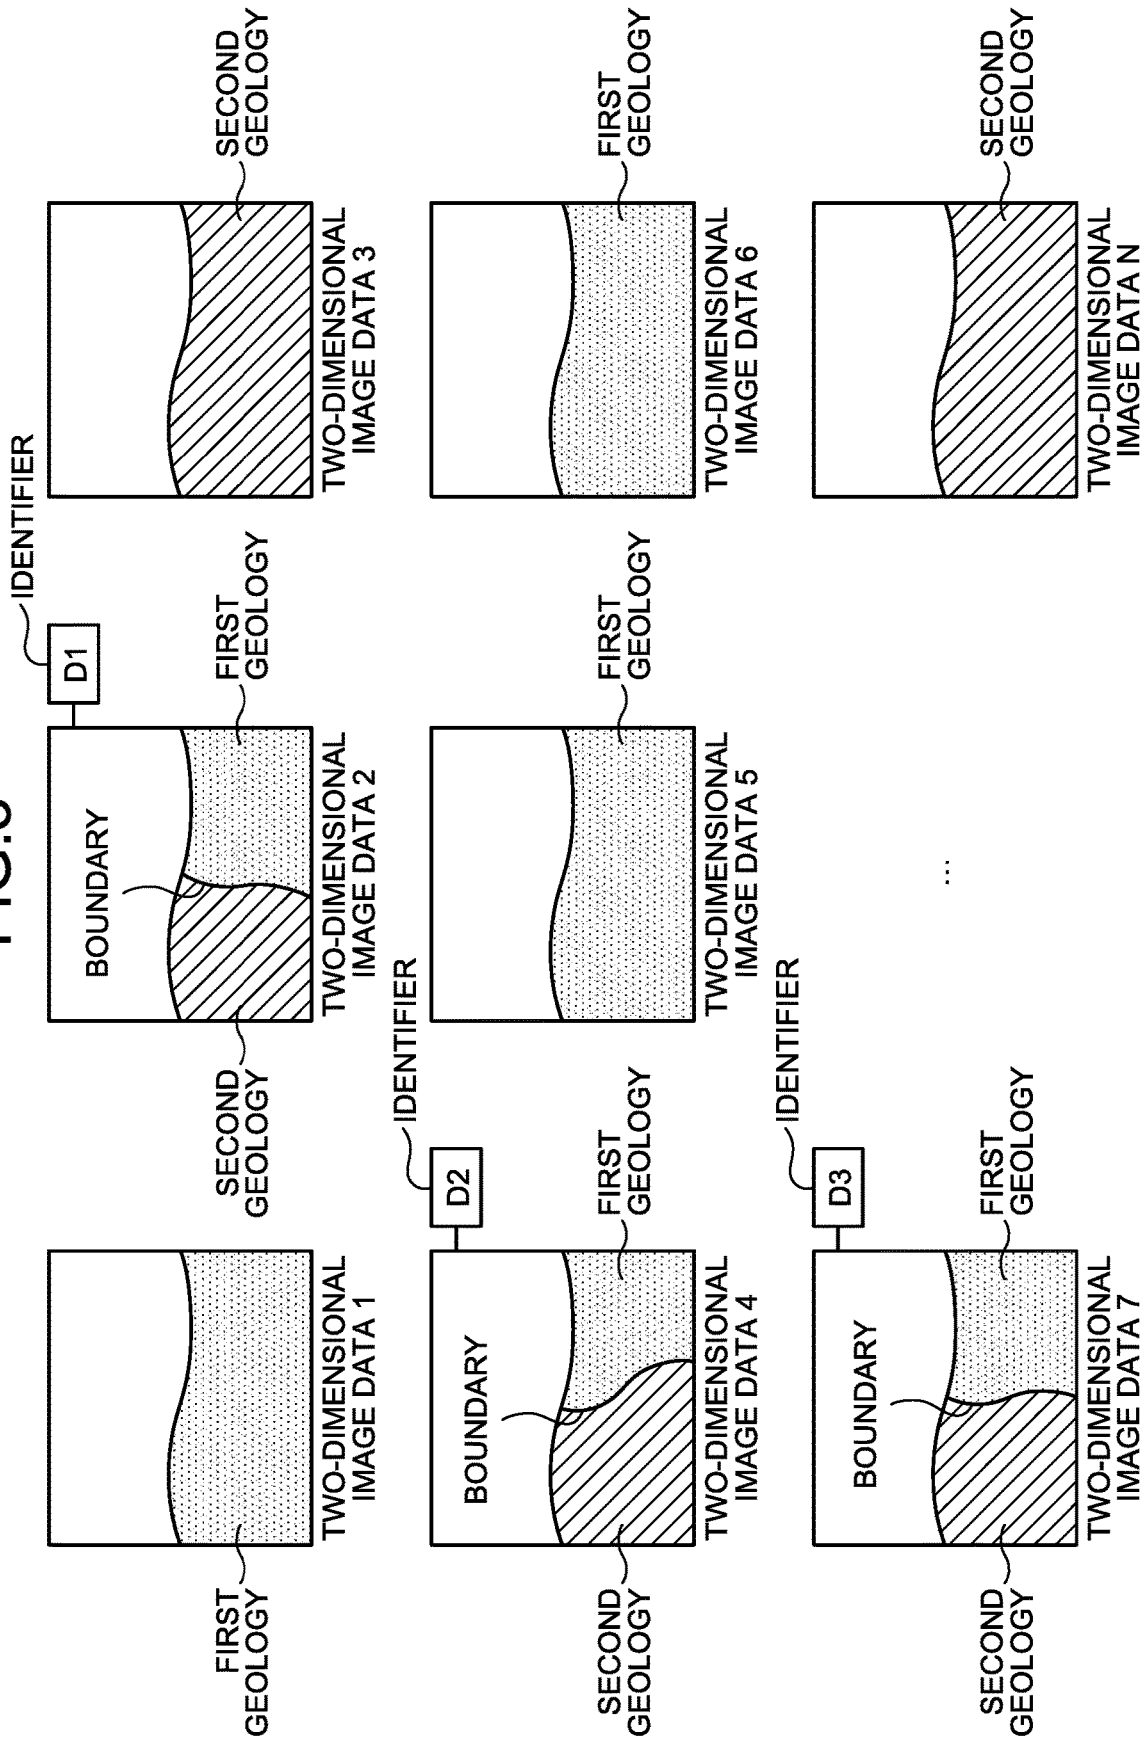 IDENTIFIER
D1
BOUNDARY
FIRST
GEOLOGY
SECOND
GEOLOGY
FIRST
GEOLOGY
SECOND
GEOLOGY
TWO-DIMENSIONAL
IMAGE DATA 1
TWO-DIMENSIONAL
IMAGE DATA 2
TWO-DIMENSIONAL
IMAGE DATA 3
IDENTIFIER
D2
BOUNDARY
SECOND
GEOLOGY
FIRST
GEOLOGY
FIRST
GEOLOGY
FIRST
GEOLOGY
TWO-DIMENSIONAL
IMAGE DATA 4
TWO-DIMENSIONAL
IMAGE DATA 5
TWO-DIMENSIONAL
IMAGE DATA 6
IDENTIFIER
D3
BOUNDARY
SECOND
GEOLOGY
FIRST
GEOLOGY
...
SECOND
GEOLOGY
TWO-DIMENSIONAL
IMAGE DATA 7
TWO-DIMENSIONAL
IMAGE DATA N